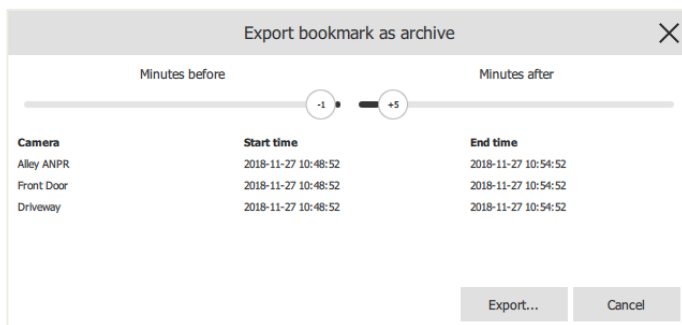 Export bookmark as archive
Minutes before Minutes after
-1 +5
Camera Start time End time
Alley ANPR 2018-11-27 10:48:52 2018-11-27 10:54:52
Front Door 2018-11-27 10:48:52 2018-11-27 10:54:52
Driveway 2018-11-27 10:48:52 2018-11-27 10:54:52
Export... Cancel